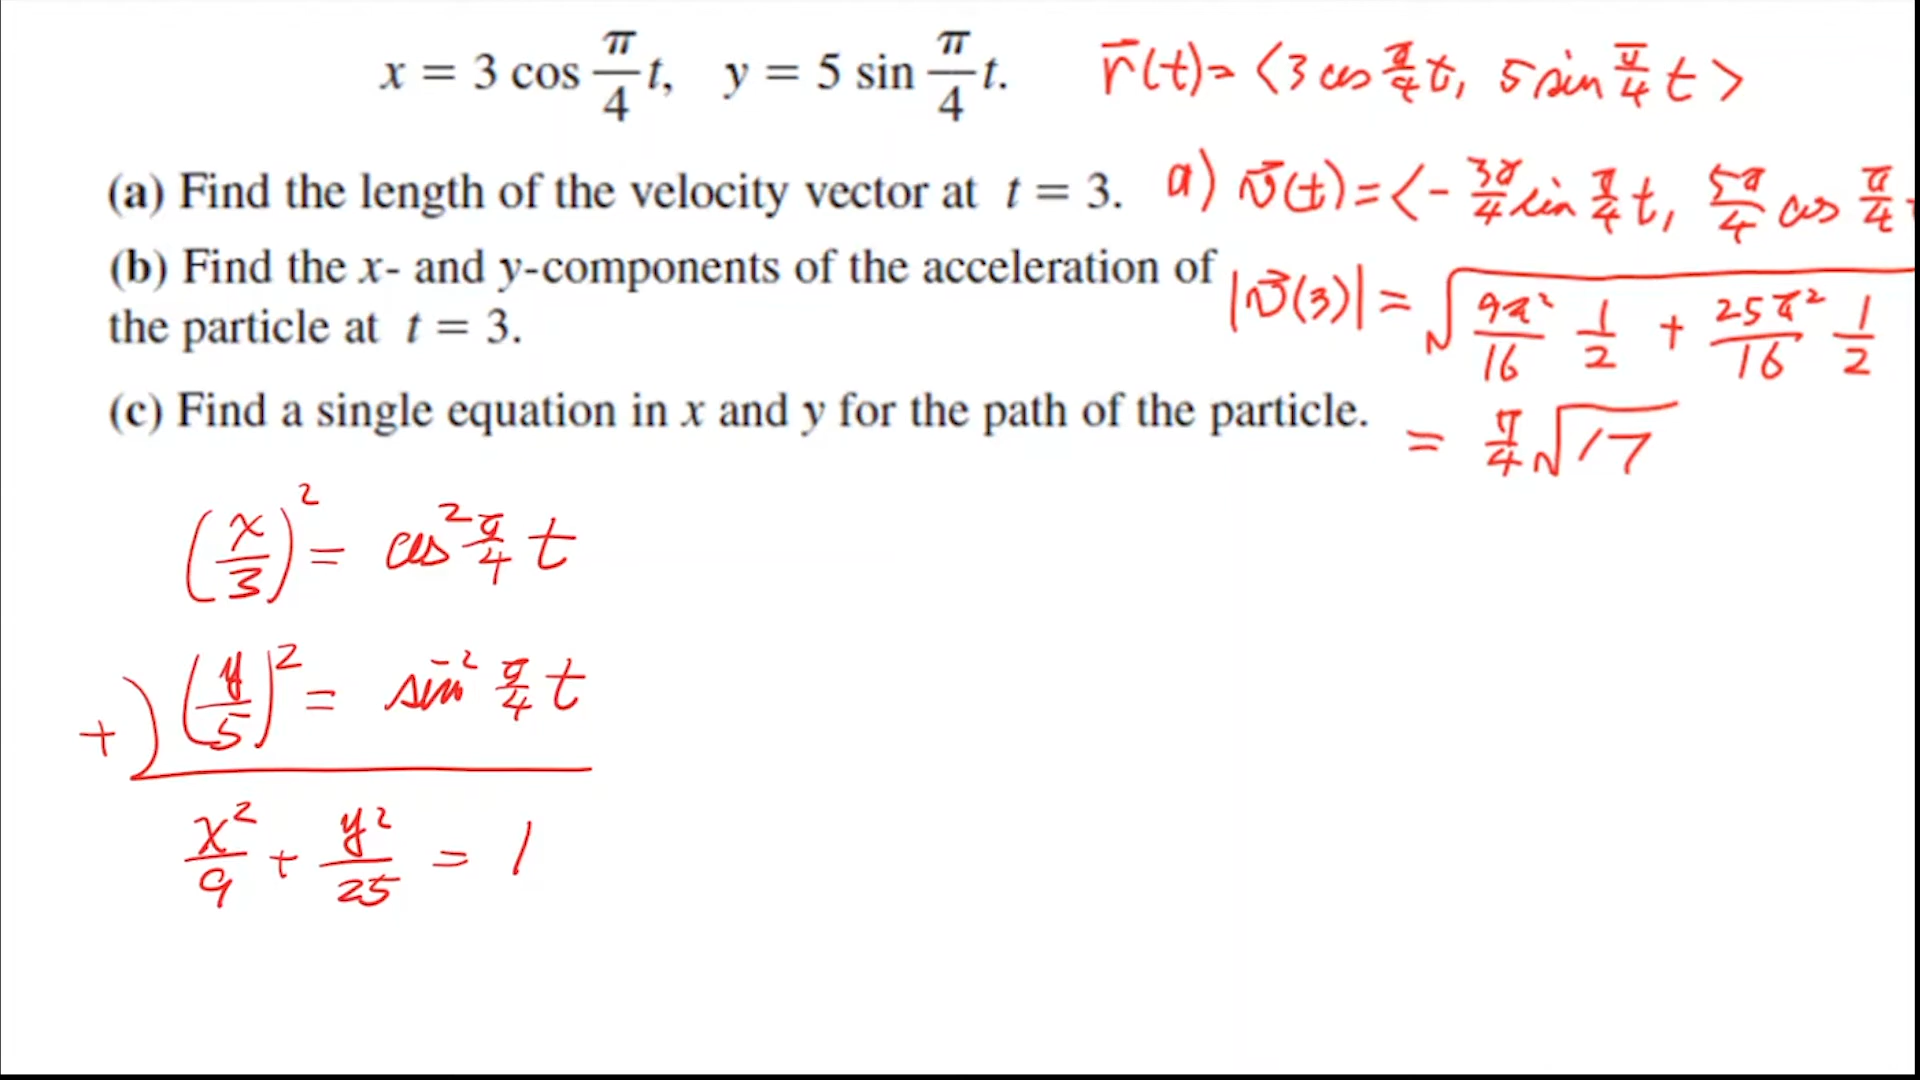 x = 3 cos π/4 t, y = 5 sin π/4 t.
r⃗(t) = ⟨3 cos π/4 t, 5 sin π/4 t⟩
(a) Find the length of the velocity vector at t = 3.
a) v⃗(t) = ⟨- 3π/4 sin π/4 t, 5π/4 cos π/4
(b) Find the x- and y-components of the acceleration of
the particle at t = 3.
|v⃗(3)| = √(9π²/16 1/2 + 25π²/16 1/2
(c) Find a single equation in x and y for the path of the particle.
= π/4 √17
(x/3)² = cos² π/4 t
+) (y/5)² = sin² π/4 t
x²/9 + y²/25 = 1